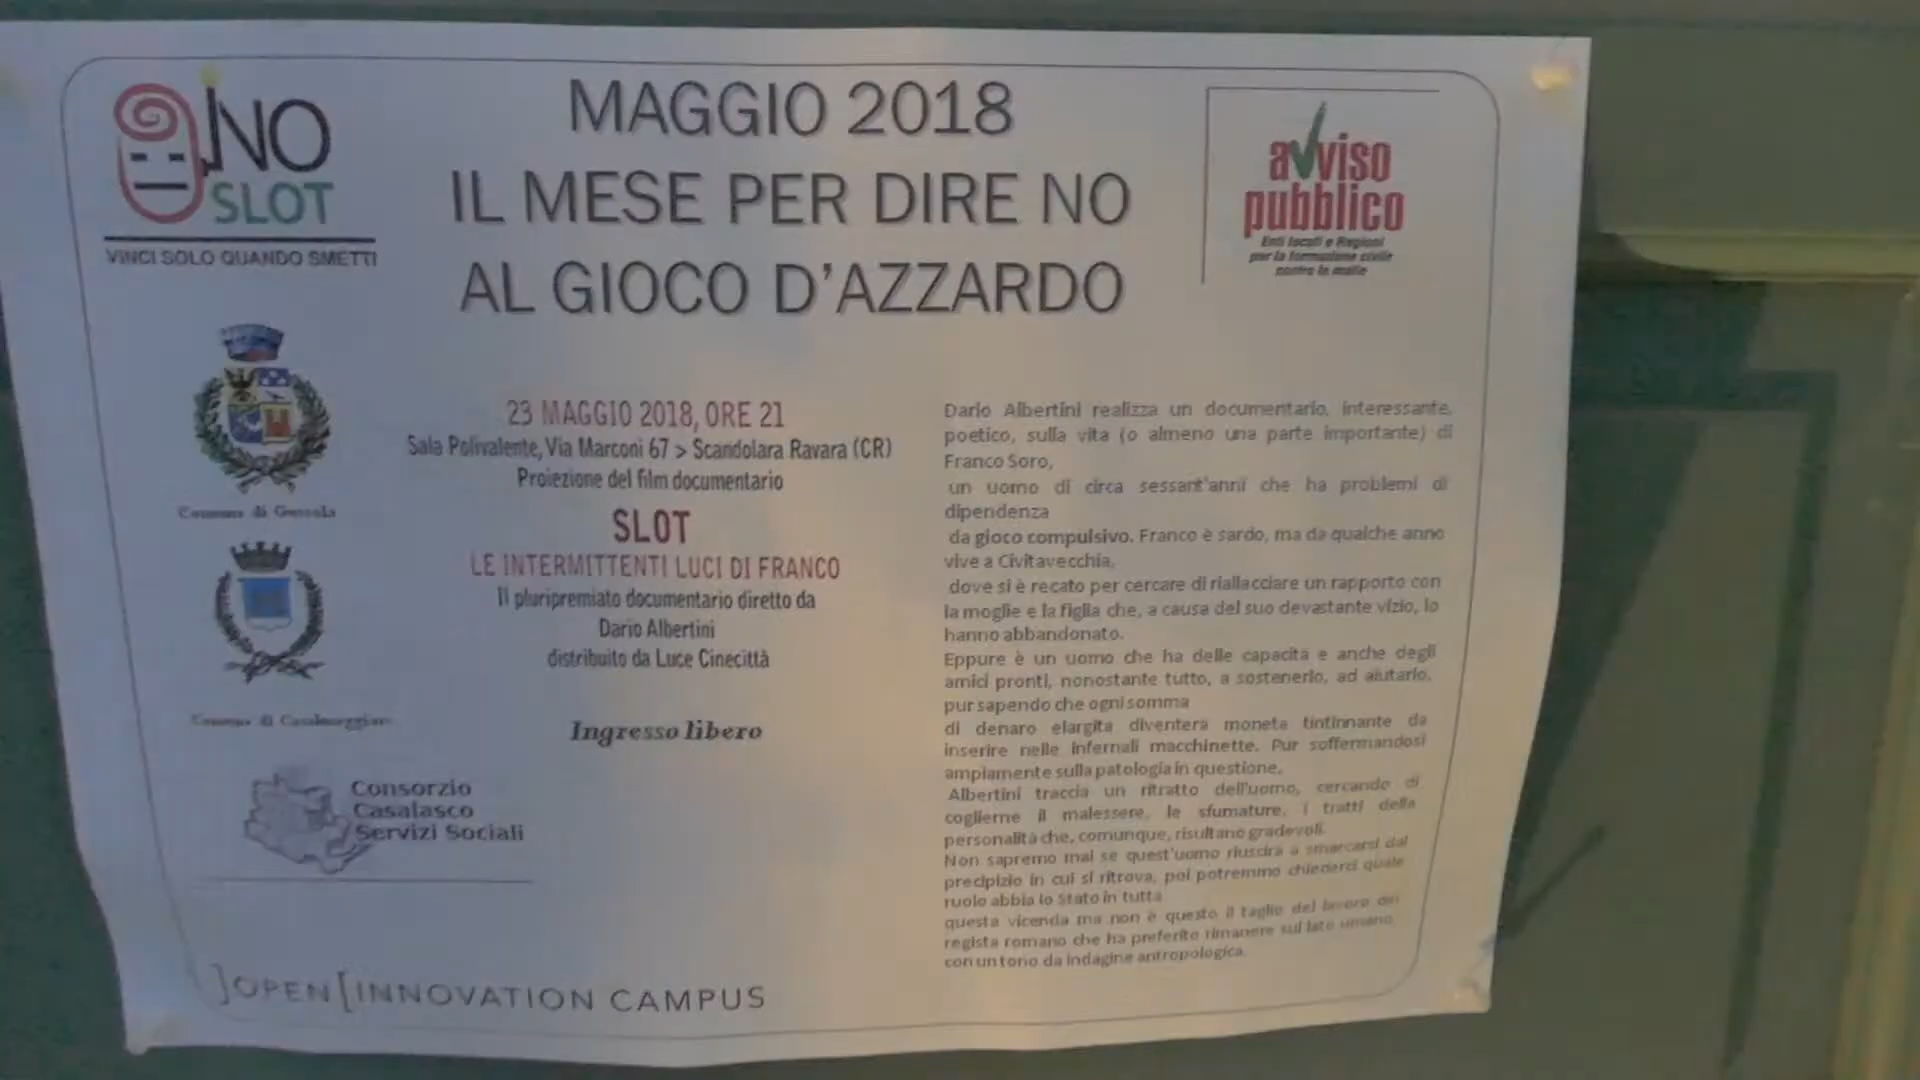 NO
SLOT
VINCI SOLO QUANDO SMETTI
MAGGIO 2018
IL MESE PER DIRE NO
AL GIOCO D'AZZARDO
avviso
pubblico
Enti locali e Regioni
per la formazione civile
contro le mafie
Comune di Gussola
Comune di Casalmaggiore
Consorzio
Casalasco
Servizi Sociali
23 MAGGIO 2018, ORE 21
Sala Polivalente, Via Marconi 67 > Scandolara Ravara (CR)
Proiezione del film documentario
SLOT
LE INTERMITTENTI LUCI DI FRANCO
Il pluripremiato documentario diretto da
Dario Albertini
distribuito da Luce Cinecittà
Ingresso libero
Dario Albertini realizza un documentario, interessante,
poetico, sulla vita (o almeno una parte importante) di
Franco Soro,
un uomo di circa sessant'anni che ha problemi di
dipendenza
da gioco compulsivo. Franco è sardo, ma da qualche anno
vive a Civitavecchia,
dove si è recato per cercare di riallacciare un rapporto con
la moglie e la figlia che, a causa del suo devastante vizio, lo
hanno abbandonato.
Eppure è un uomo che ha delle capacità e anche degli
amici pronti, nonostante tutto, a sostenerlo, ad aiutarlo,
pur sapendo che ogni somma
di denaro elargita diventerà monete tintinnante da
inserire nelle infernali macchinette. Pur soffermandosi
ampiamente sulla patologia in questione,
Albertini traccia un ritratto dell'uomo, cercando di
coglierne il malessere, le sfumature, i tratti della
personalità che, comunque, risultano gradevoli.
Non sapremo mai se quest'uomo riuscirà a smarcarsi dal
precipizio in cui si ritrova, poi potremmo chiederci quale
ruolo abbia lo Stato in tutta
questa vicenda ma non è questo il taglio del lavoro del
regista romano che ha preferito rimanere sul lato umano
con un tono da indagine antropologica.
]OPEN[INNOVATION CAMPUS